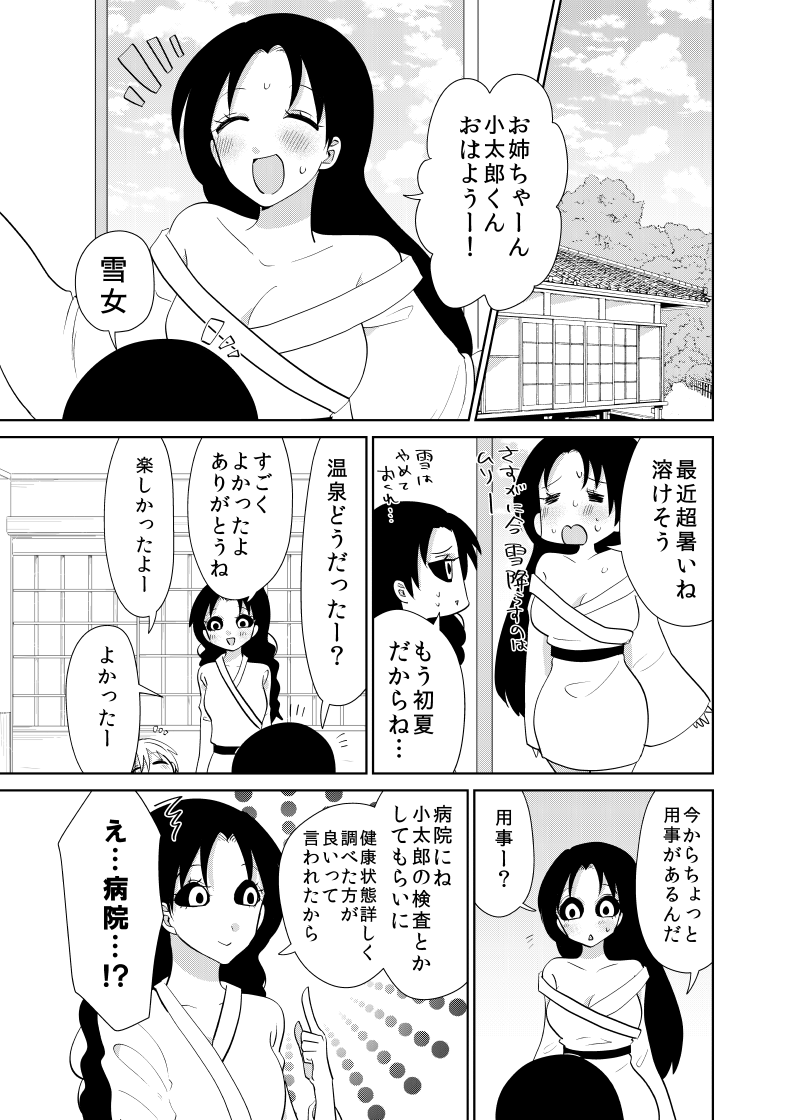 お姉ちゃーん
小太郎くん
おはようー！
雪女
最近超暑いね
溶けそう
さすがに今雪降らすのは
ムリー
雪は
やめて
おくれ…
もう初夏
だからね…
温泉どうだったー？
すごく
よかったよ
ありがとうね
楽しかったよー
よかったー
今からちょっと
用事があるんだ
用事ー？
病院にね
小太郎の検査とか
してもらいに
健康状態詳しく
調べた方が
良いって
言われたから
え…病院…!?